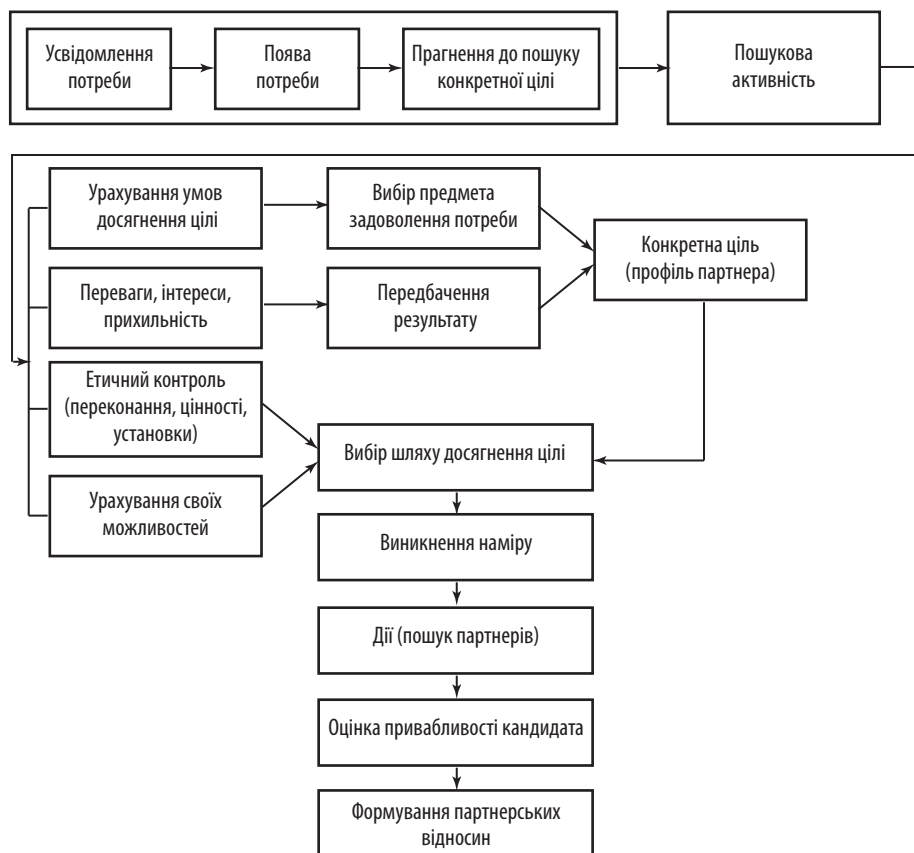 Усвідомлення
потреби
Поява
потреби
Прагнення до пошуку
конкретної цілі
Пошукова
активність
Урахування умов
досягнення цілі
Вибір предмета
задоволення потреби
Конкретна ціль
(профіль партнера)
Переваги, інтереси,
прихильність
Передбачення
результату
Етичний контроль
(переконання, цінності,
установки)
Вибір шляху досягнення цілі
Урахування своїх
можливостей
Виникнення наміру
Дії (пошук партнерів)
Оцінка привабливості кандидата
Формування партнерських
відносин